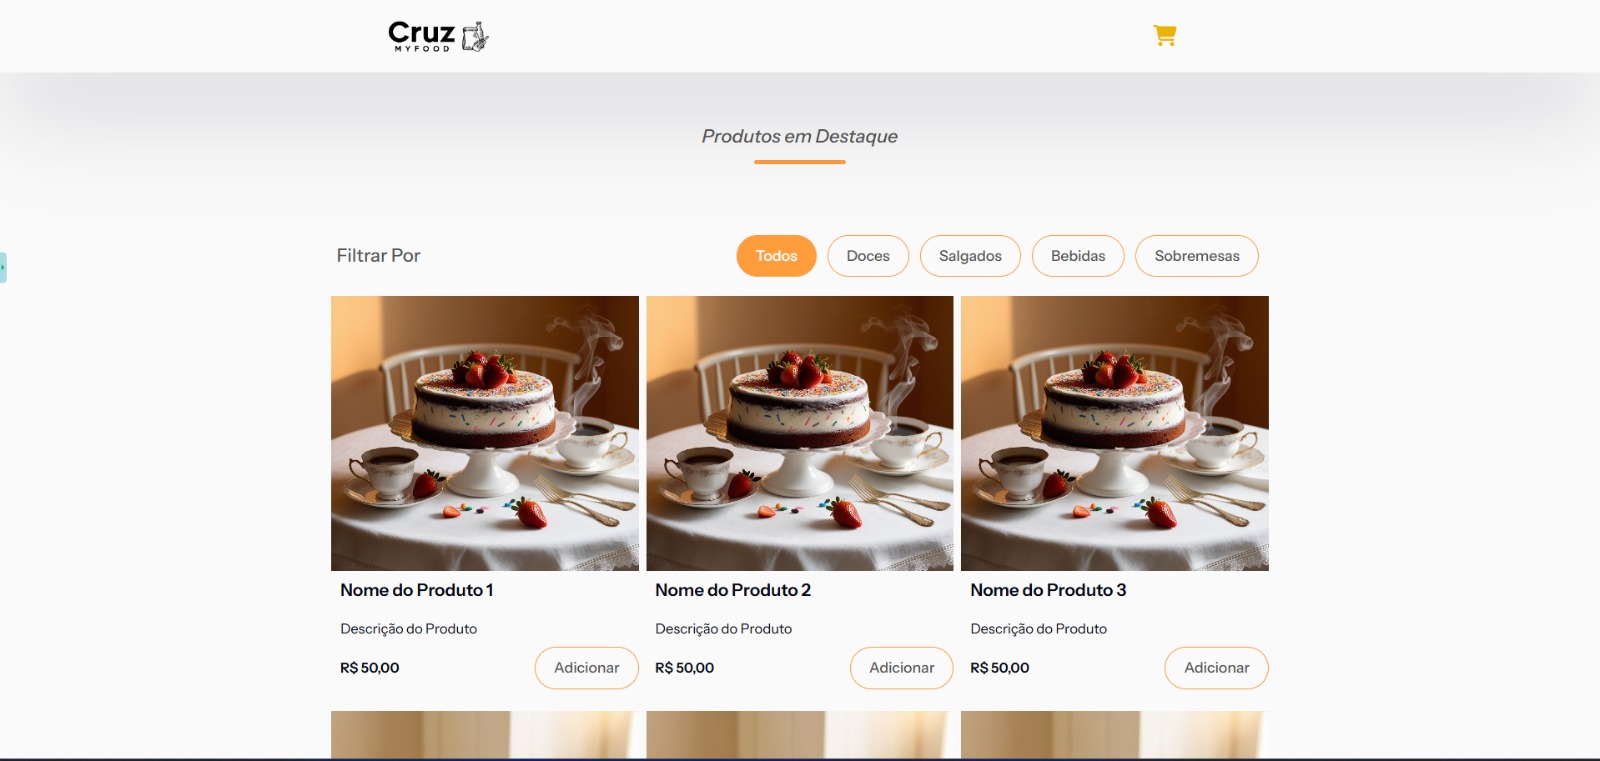 Cruz
MYFOOD
Produtos em Destaque
Filtrar Por
Todos
Doces
Salgados
Bebidas
Sobremesas
Nome do Produto 1
Nome do Produto 2
Nome do Produto 3
Descrição do Produto
Descrição do Produto
Descrição do Produto
R$ 50,00
Adicionar
R$ 50,00
Adicionar
R$ 50,00
Adicionar